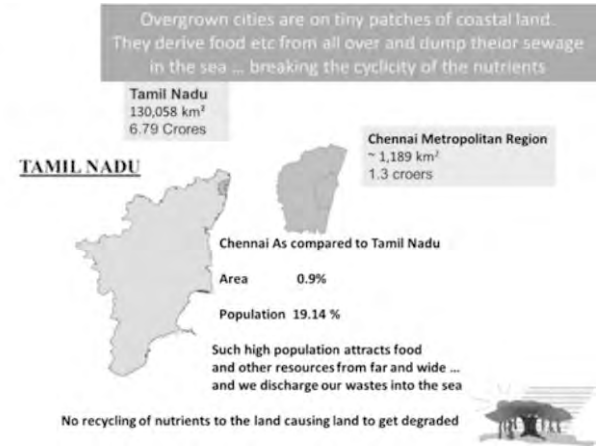 Overgrown cities are on tiny patches of coastal land.
They derive food etc from all over and dump theior sewage
in the sea ... breaking the cyclicity of the nutrients
Tamil Nadu
130,058 km²
6.79 Crores
Chennai Metropolitan Region
~ 1,189 km²
1.3 croers
TAMIL NADU
Chennai As compared to Tamil Nadu
Area 0.9%
Population 19.14 %
Such high population attracts food
and other resources from far and wide ...
and we discharge our wastes into the sea
No recycling of nutrients to the land causing land to get degraded